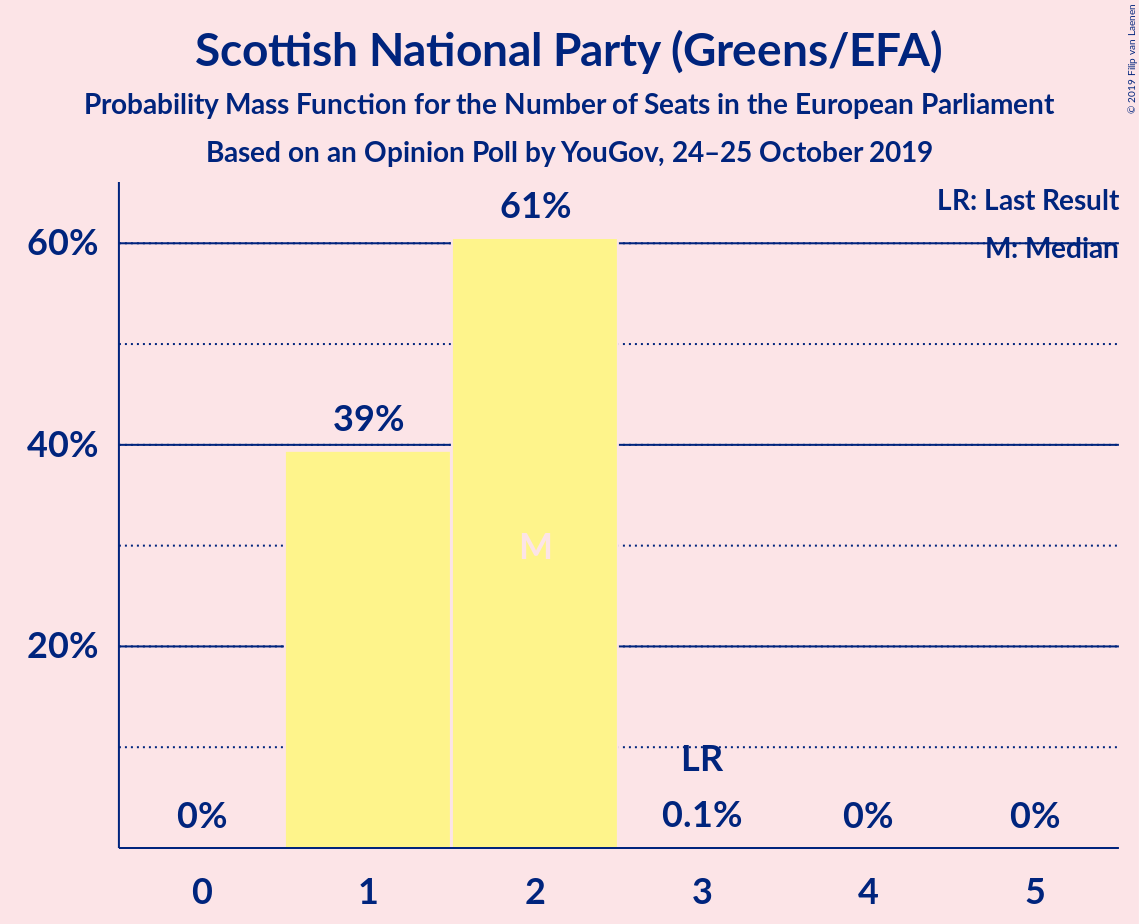 Scottish National Party (Greens/EFA)
Probability Mass Function for the Number of Seats in the European Parliament
Based on an Opinion Poll by YouGov, 24–25 October 2019
© 2019 Filip van Laenen
LR: Last Result
M: Median
61%
60%
39%
40%
M
20%
LR
0%
0.1%
0%
0%
0
1
2
3
4
5